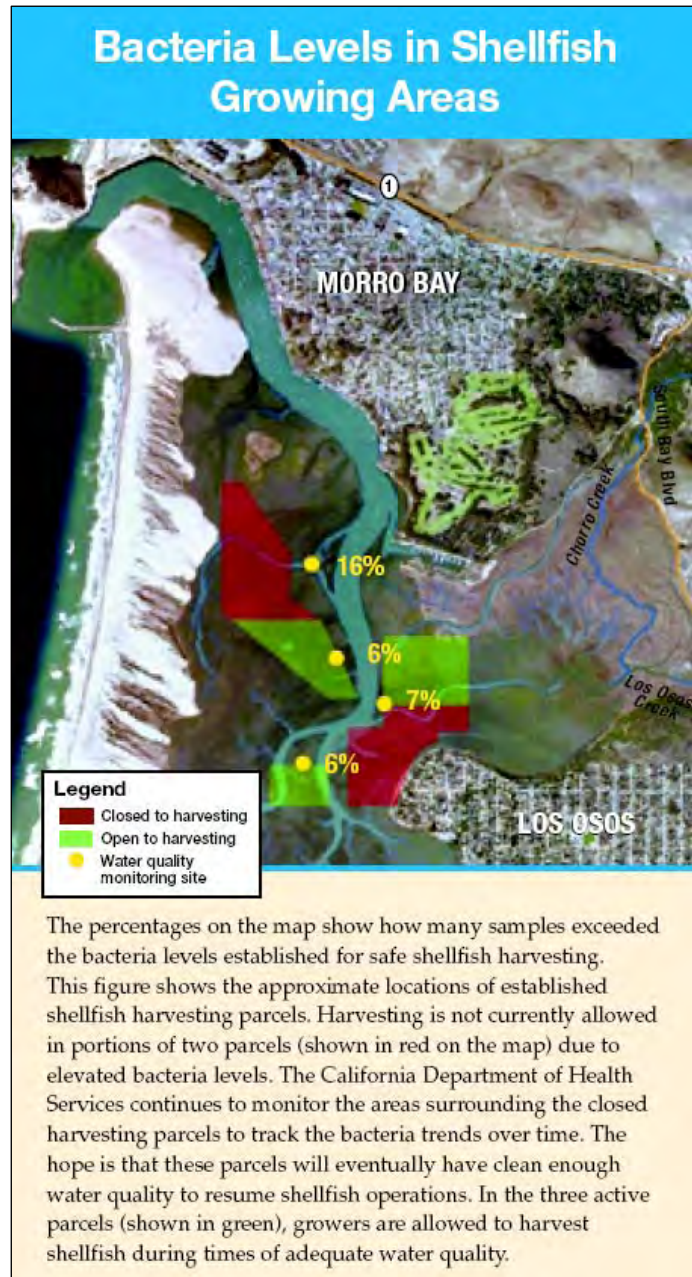 Bacteria Levels in Shellfish
Growing Areas
1
MORRO BAY
South Bay Blvd
Chorro Creek
16%
6%
7%
Los Osos
Creek
6%
LOS OSOS
Legend
Closed to harvesting
Open to harvesting
Water quality
monitoring site
The percentages on the map show how many samples exceeded
the bacteria levels established for safe shellfish harvesting.
This figure shows the approximate locations of established
shellfish harvesting parcels. Harvesting is not currently allowed
in portions of two parcels (shown in red on the map) due to
elevated bacteria levels. The California Department of Health
Services continues to monitor the areas surrounding the closed
harvesting parcels to track the bacteria trends over time. The
hope is that these parcels will eventually have clean enough
water quality to resume shellfish operations. In the three active
parcels (shown in green), growers are allowed to harvest
shellfish during times of adequate water quality.